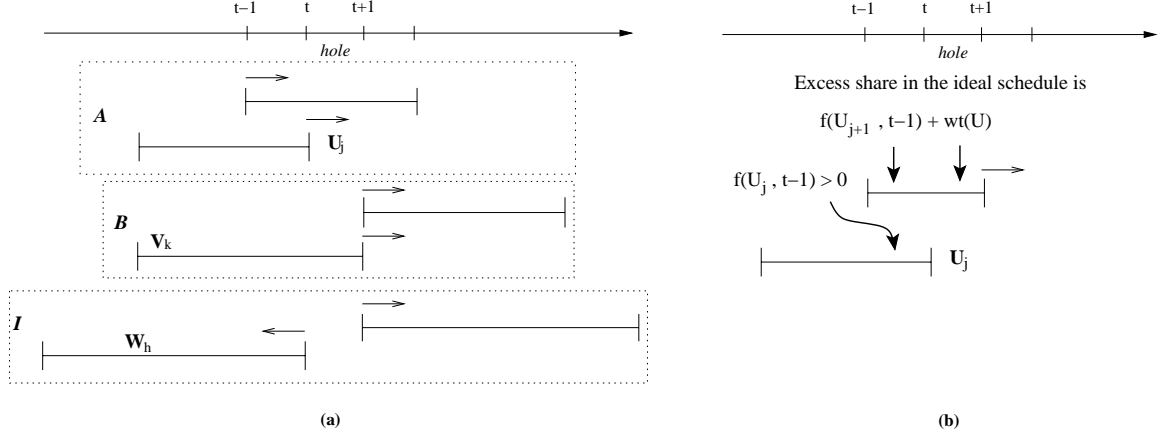 t−1 t t+1
hole
A
U_j
B
V_k
I
W_h
(a)
t−1 t t+1
hole
Excess share in the ideal schedule is
f(U_{j+1} , t−1) + wt(U)
f(U_j , t−1) > 0
U_j
(b)